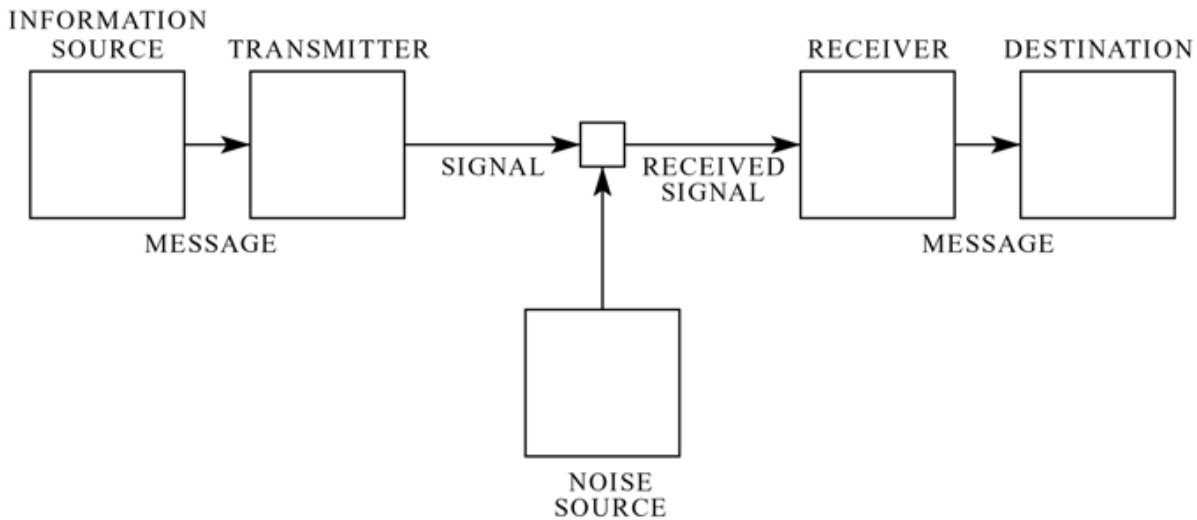 INFORMATION
SOURCE
TRANSMITTER
RECEIVER
DESTINATION
SIGNAL
RECEIVED
SIGNAL
MESSAGE
MESSAGE
NOISE
SOURCE